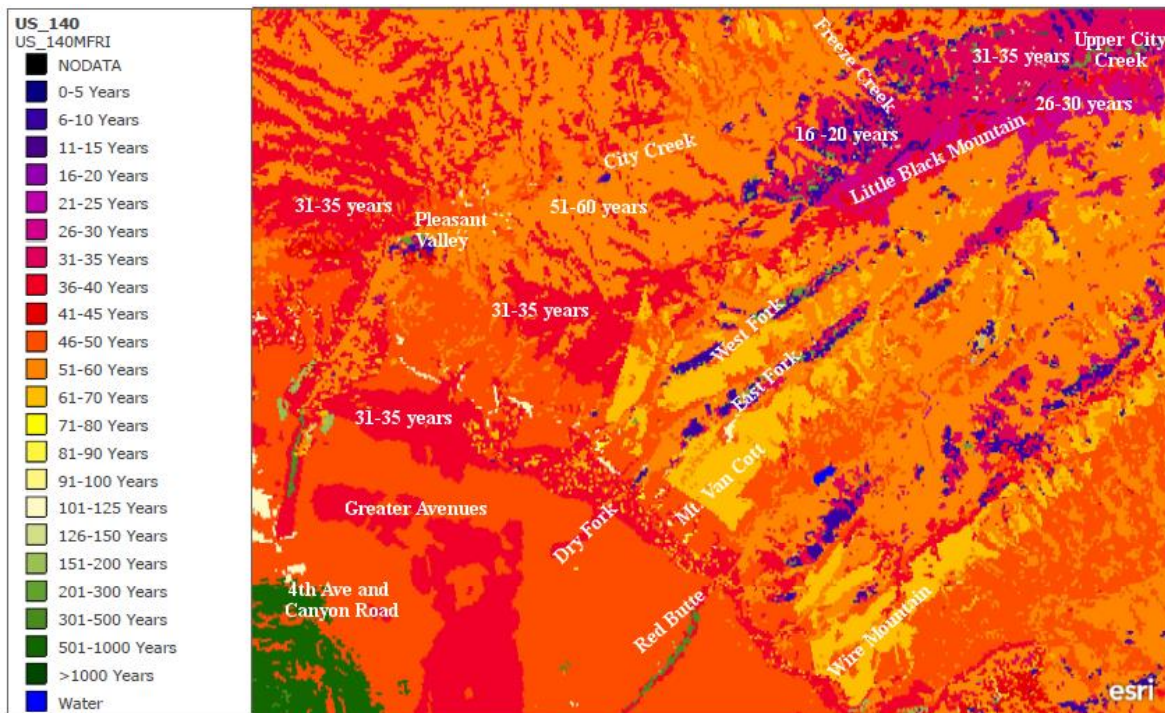 US_140
US_140MFRI
NODATA
0-5 Years
6-10 Years
11-15 Years
16-20 Years
21-25 Years
26-30 Years
31-35 Years
36-40 Years
41-45 Years
46-50 Years
51-60 Years
61-70 Years
71-80 Years
81-90 Years
91-100 Years
101-125 Years
126-150 Years
151-200 Years
201-300 Years
301-500 Years
501-1000 Years
>1000 Years
Water
Freeze Creek
31-35 years
Upper City
Creek
26-30 years
16 -20 years
City Creek
Little Black Mountain
31-35 years
51-60 years
Pleasant
Valley
31-35 years
West Fork
East Fork
31-35 years
Mt. Van Cott
Greater Avenues
Dry Fork
4th Ave and
Canyon Road
Red Butte
Wire Mountain
esri